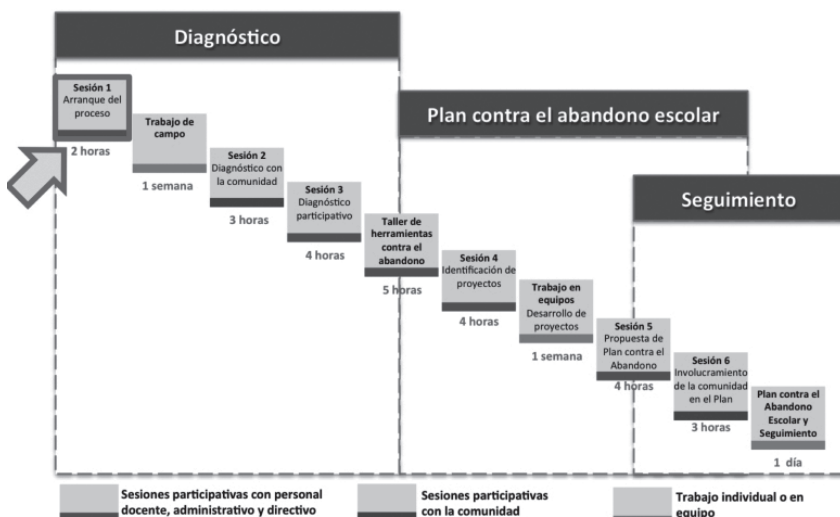 Diagnóstico
Sesión 1
Arranque del
proceso
2 horas
Trabajo de
campo
1 semana
Sesión 2
Diagnóstico con
la comunidad
3 horas
Sesión 3
Diagnóstico
participativo
4 horas
Taller de
herramientas
contra el
abandono
5 horas
Plan contra el abandono escolar
Sesión 4
Identificación de
proyectos
4 horas
Trabajo en
equipos
Desarrollo de
proyectos
1 semana
Seguimiento
Sesión 5
Propuesta de
Plan contra el
Abandono
4 horas
Sesión 6
Involucramiento
de la comunidad
en el Plan
3 horas
Plan contra el
Abandono
Escolar y
Seguimiento
1 día
Sesiones participativas con personal
docente, administrativo y directivo
Sesiones participativas
con la comunidad
Trabajo individual o en
equipo